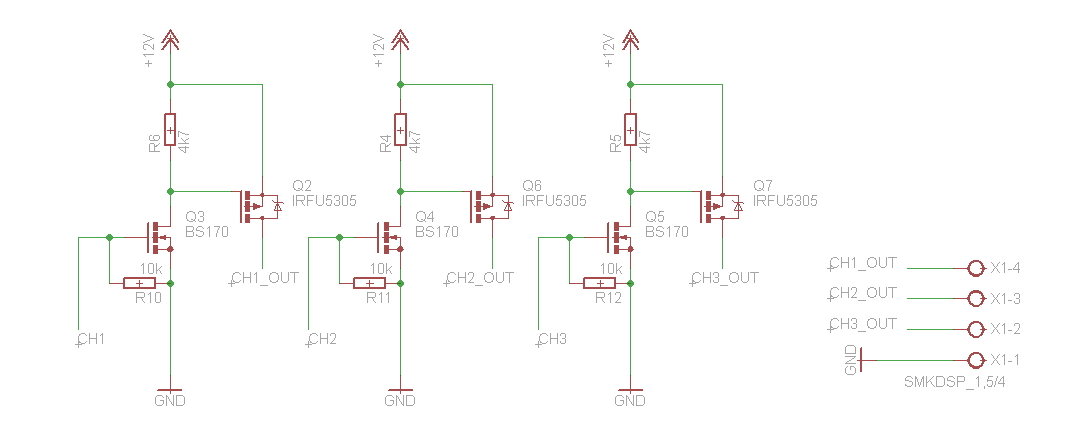 +12V
+12V
+12V
R6
4k7
R4
4k7
R5
4k7
Q2
IRFU5305
Q6
IRFU5305
Q7
IRFU5305
Q3
BS170
Q4
BS170
Q5
BS170
10k
R10
10k
R11
10k
R12
CH1_OUT
CH2_OUT
CH3_OUT
CH1
CH2
CH3
GND
GND
GND
CH1_OUT
X1-4
CH2_OUT
X1-3
CH3_OUT
X1-2
GND
X1-1
SMKDSP_1,5/4